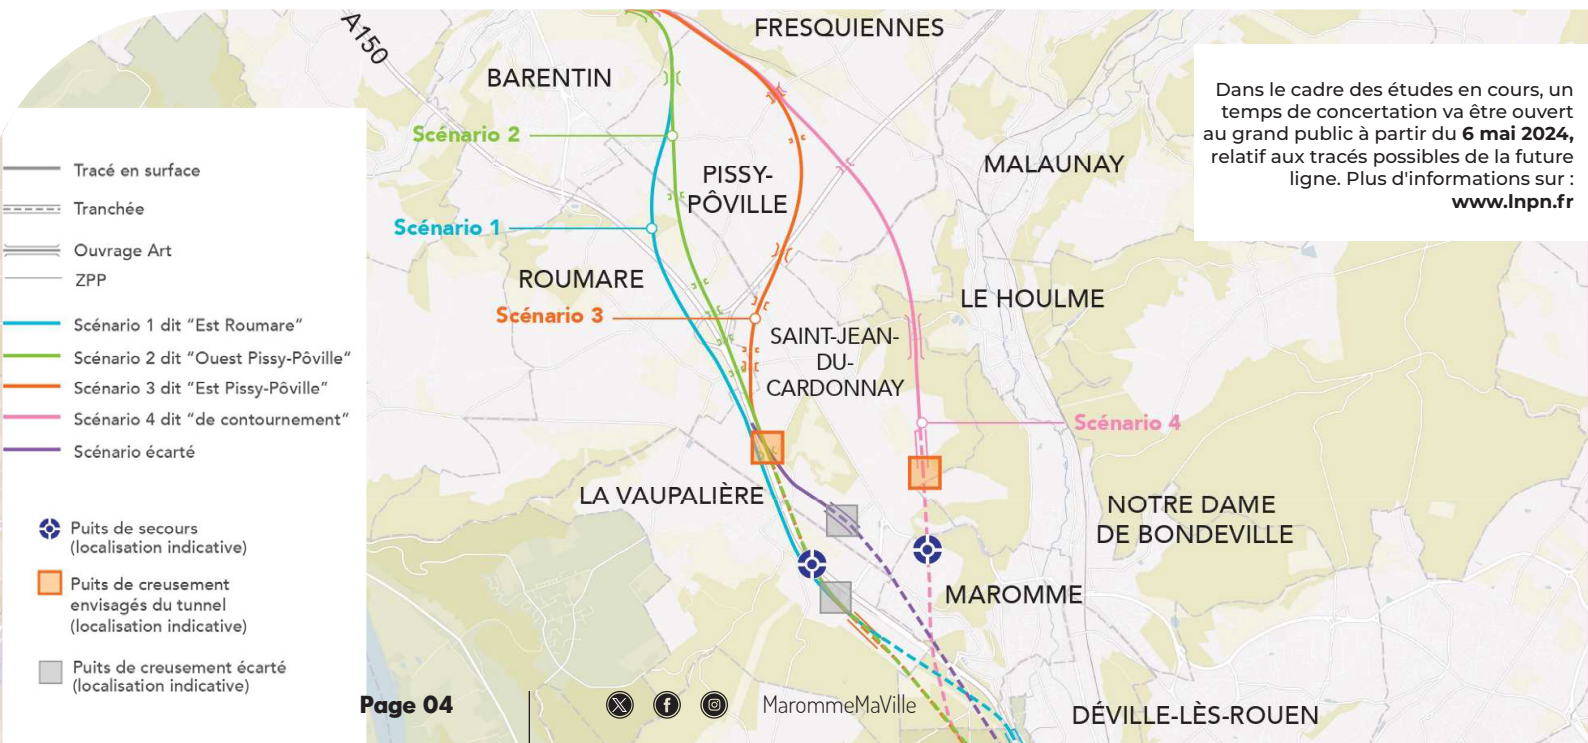 FRESQUIENNES
A150
BARENTIN
Scénario 2
MALAUNAY
PISSY-
PÔVILLE
Scénario 1
ROUMARE
LE HOULME
Scénario 3
SAINT-JEAN-
DU-
CARDONNAY
Scénario 4
LA VAUPALIÈRE
NOTRE DAME
DE BONDEVILLE
MAROMME
DÉVILLE-LÈS-ROUEN
Dans le cadre des études en cours, un
temps de concertation va être ouvert
au grand public à partir du 6 mai 2024,
relatif aux tracés possibles de la future
ligne. Plus d'informations sur :
www.lnpn.fr
Tracé en surface
Tranchée
Ouvrage Art
ZPP
Scénario 1 dit “Est Roumare”
Scénario 2 dit “Ouest Pissy-Pôville“
Scénario 3 dit “Est Pissy-Pôville”
Scénario 4 dit “de contournement”
Scénario écarté
Puits de secours
(localisation indicative)
Puits de creusement
envisagés du tunnel
(localisation indicative)
Puits de creusement écarté
(localisation indicative)
Page 04
MarommeMaVille